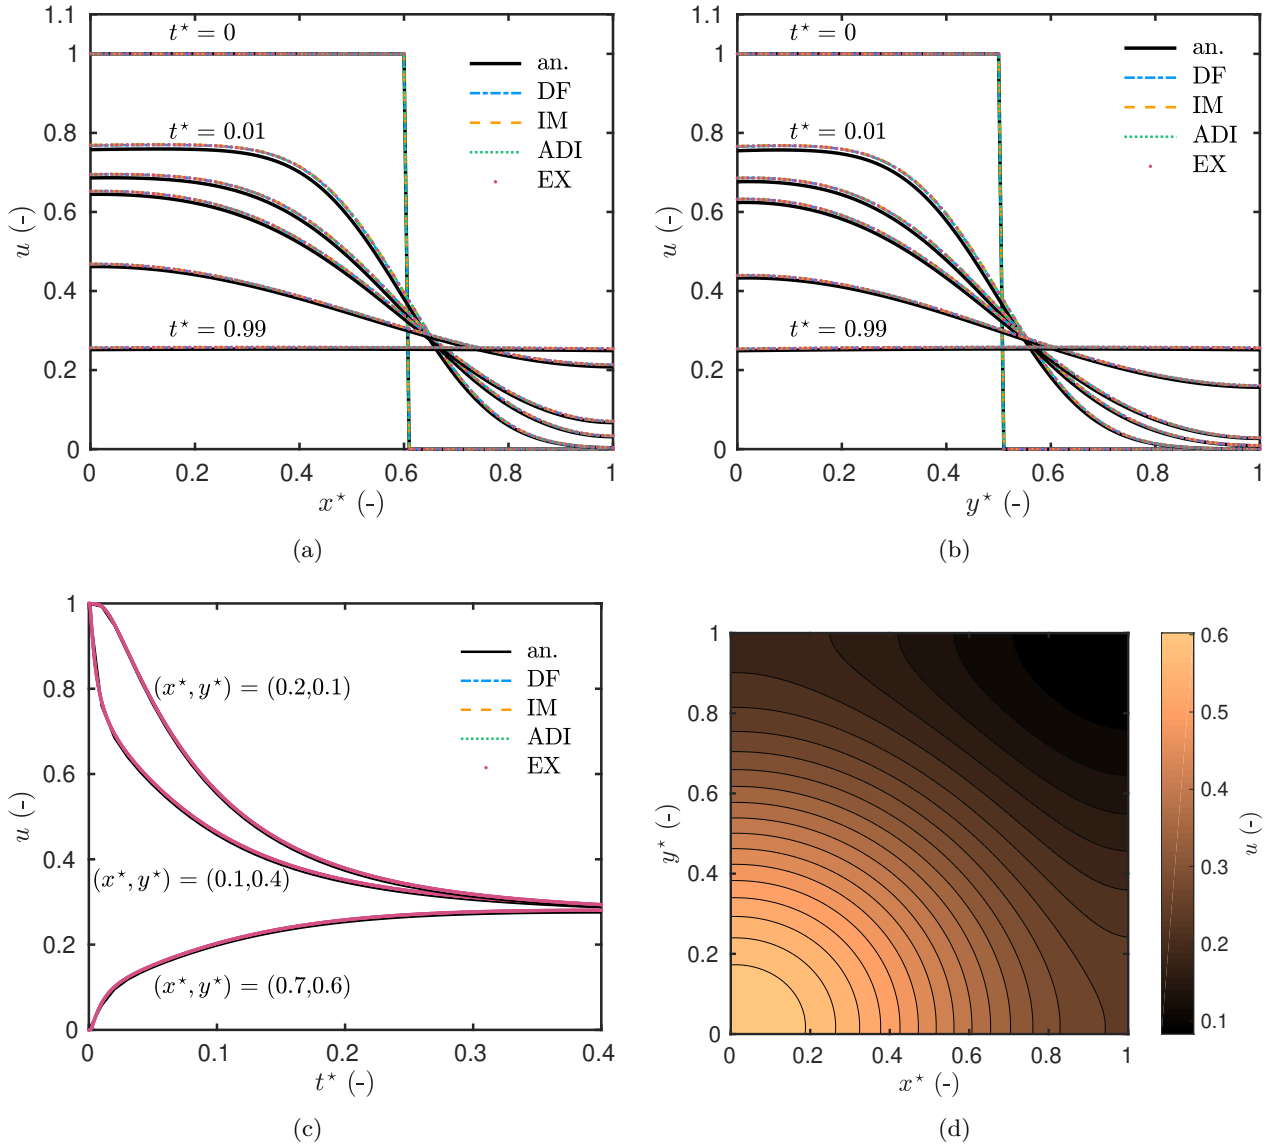 1.1
1
0.8
0.6
0.4
0.2
0
u (-)
t⋆ = 0
t⋆ = 0.01
t⋆ = 0.99
an.
DF
IM
ADI
EX
0 0.2 0.4 0.6 0.8 1
x⋆ (-)
(a)
1.1
1
0.8
0.6
0.4
0.2
0
u (-)
t⋆ = 0
t⋆ = 0.01
t⋆ = 0.99
an.
DF
IM
ADI
EX
0 0.2 0.4 0.6 0.8 1
y⋆ (-)
(b)
1
0.8
0.6
0.4
0.2
0
u (-)
an.
DF
IM
ADI
EX
(x⋆, y⋆) = (0.2,0.1)
(x⋆, y⋆) = (0.1,0.4)
(x⋆, y⋆) = (0.7,0.6)
0 0.1 0.2 0.3 0.4
t⋆ (-)
(c)
1
0.8
0.6
0.4
0.2
0
y⋆ (-)
0 0.2 0.4 0.6 0.8 1
x⋆ (-)
0.6
0.5
0.4
0.3
0.2
0.1
u (-)
(d)